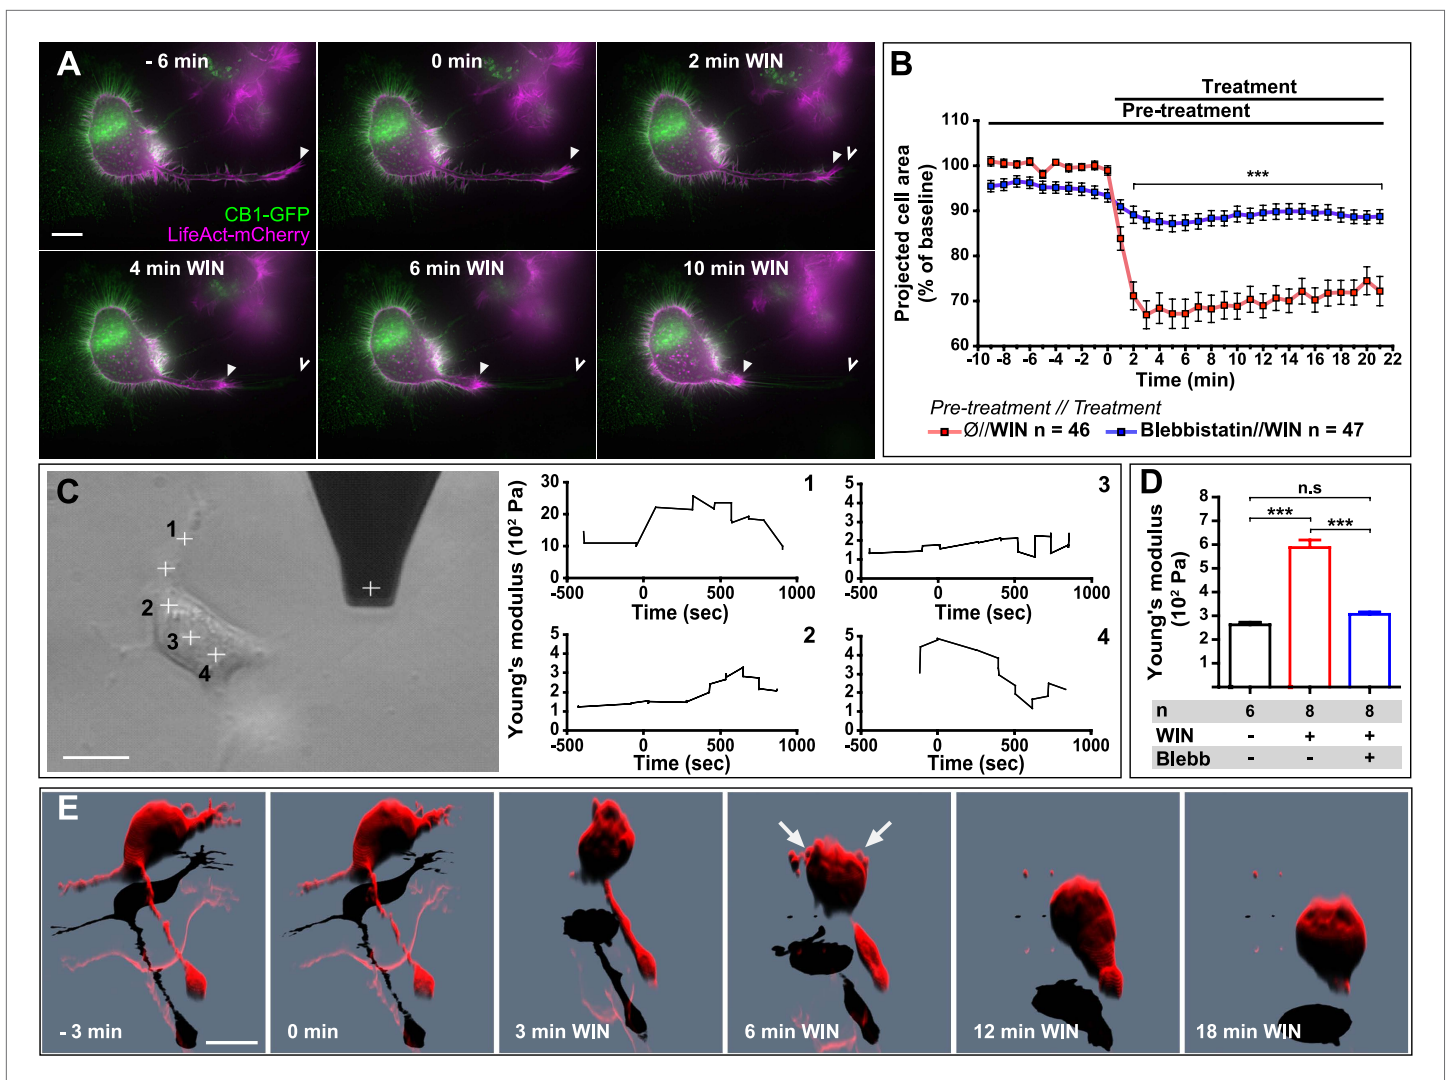 A
- 6 min
0 min
2 min WIN
CB1-GFP
LifeAct-mCherry
4 min WIN
6 min WIN
10 min WIN
B
Treatment
Pre-treatment
Projected cell area
(% of baseline)
110
100
90
80
70
60
-10 -8 -6 -4 -2 0 2 4 6 8 10 12 14 16 18 20 22
***
Time (min)
Pre-treatment // Treatment
Ø//WIN n = 46
Blebbistatin//WIN n = 47
C
1
2
3
4
Young's modulus (10² Pa)
1
30
20
10
0
-500 0 500 1000
Time (sec)
3
5
4
3
2
1
0
-500 0 500 1000
Time (sec)
2
5
4
3
2
1
0
-500 0 500 1000
Time (sec)
4
5
4
3
2
1
0
-500 0 500 1000
Time (sec)
D
Young's modulus
(10² Pa)
8
7
6
5
4
3
2
1
n.s
***
***
n 6 8 8
WIN - + +
Blebb - - +
E
- 3 min
0 min
3 min WIN
6 min WIN
12 min WIN
18 min WIN